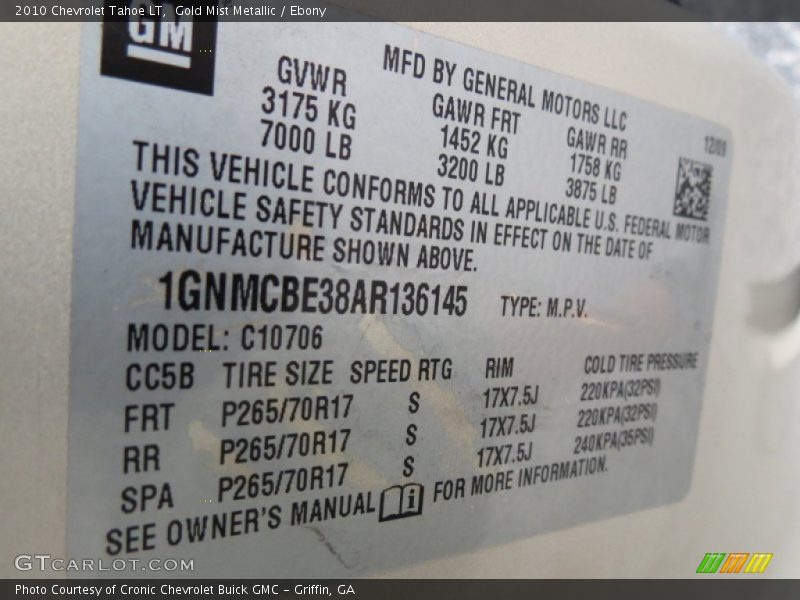 2010 Chevrolet Tahoe LT, Gold Mist Metallic / Ebony
GM
MFD BY GENERAL MOTORS LLC
GVWR GAWR FRT GAWR RR 12/09
3175 KG 1452 KG 1758 KG
7000 LB 3200 LB 3875 LB
THIS VEHICLE CONFORMS TO ALL APPLICABLE U.S. FEDERAL MOTOR
VEHICLE SAFETY STANDARDS IN EFFECT ON THE DATE OF
MANUFACTURE SHOWN ABOVE.
1GNMCBE38AR136145 TYPE: M.P.V.
MODEL: C10706
CC5B TIRE SIZE SPEED RTG RIM COLD TIRE PRESSURE
FRT P265/70R17 S 17X7.5J 220KPA(32PSI)
RR P265/70R17 S 17X7.5J 220KPA(32PSI)
SPA P265/70R17 S 17X7.5J 240KPA(35PSI)
SEE OWNER'S MANUAL i FOR MORE INFORMATION.
GTCARLOT.COM
Photo Courtesy of Cronic Chevrolet Buick GMC – Griffin, GA